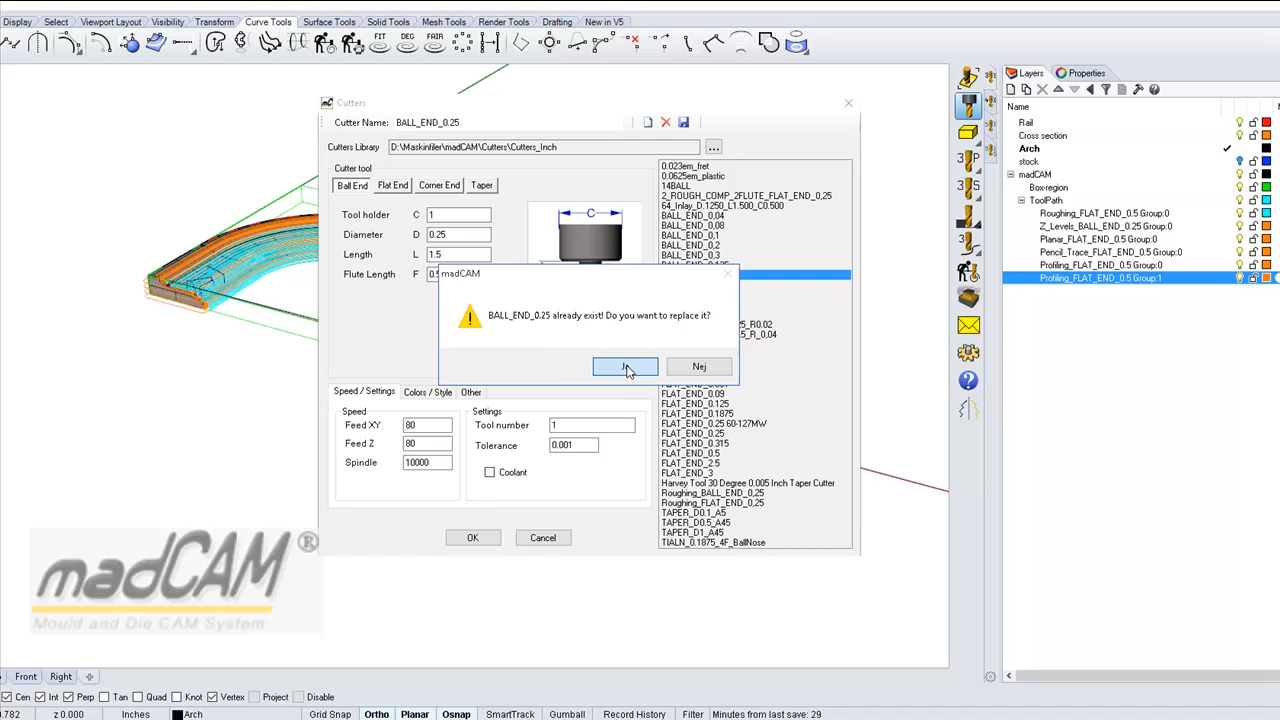 Display Select Viewport Layout Visibility Transform Curve Tools Surface Tools Solid Tools Mesh Tools Render Tools Drafting New in V5
FIT DEG FAIR
Layers Properties
Name
Rail
Cross section
Arch
stock
madCAM
Box-region
ToolPath
Roughing_FLAT_END_0.5 Group:0
Z_Levels_BALL_END_0.25 Group:0
Planar_FLAT_END_0.5 Group:0
Pencil_Trace_FLAT_END_0.5 Group:0
Profiling_FLAT_END_0.5 Group:0
Profiling_FLAT_END_0.5 Group:1
Cutters
Cutter Name: BALL_END_0.25
Cutters Library D:\Maskinfiler\madCAM\Cutters\Cutters_Inch ...
Cutter tool
Ball End Flat End Corner End Taper
Tool holder C 1
Diameter D 0.25
Length L 1.5
Flute Length F
C
0.023em_fret
0.0625em_plastic
14BALL
2_ROUGH_COMP_2FLUTE_FLAT_END_0.25
64_Inlay_D.1250_L1.500_C0.500
BALL_END_0.04
BALL_END_0.08
BALL_END_0.1
BALL_END_0.2
BALL_END_0.3
madCAM
BALL_END_0.25 already exist! Do you want to replace it?
Nej
FLAT_END_0.09
FLAT_END_0.125
FLAT_END_0.1875
FLAT_END_0.25 60-127MW
FLAT_END_0.25
FLAT_END_0.315
FLAT_END_0.5
FLAT_END_2.5
FLAT_END_3
Harvey Tool 30 Degree 0.005 Inch Taper Cutter
Roughing_BALL_END_0,25
Roughing_FLAT_END_0,25
TAPER_D0.1_A5
TAPER_D0.5_A45
TAPER_D1_A45
TIALN_0.1875_4F_BallNose
Speed / Settings Colors / Style Other
Speed
Feed XY 80
Feed Z 80
Spindle 10000
Settings
Tool number 1
Tolerance 0.001
Coolant
OK Cancel
madCAM®
Mould and Die CAM System
Front Right
Cen Int Perp Tan Quad Knot Vertex Project Disable
z 0.000 Inches Arch Grid Snap Ortho Planar Osnap SmartTrack Gumball Record History Filter Minutes from last save: 29